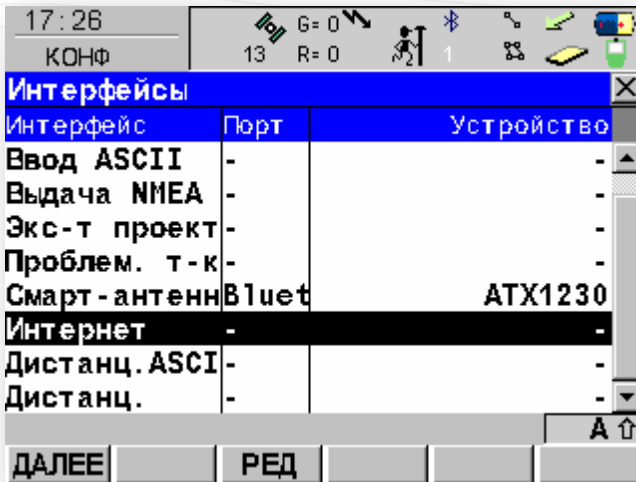 17:26
КОНФ
13
G= 0
R= 0
1
Интерфейсы
Интерфейс Порт Устройство
Ввод ASCII - -
Выдача NMEA - -
Экс-т проект - -
Проблем. т-к - -
Смарт-антенн Bluet ATX1230
Интернет - -
Дистанц.ASCI - -
Дистанц. - -
A
ДАЛЕЕ РЕД